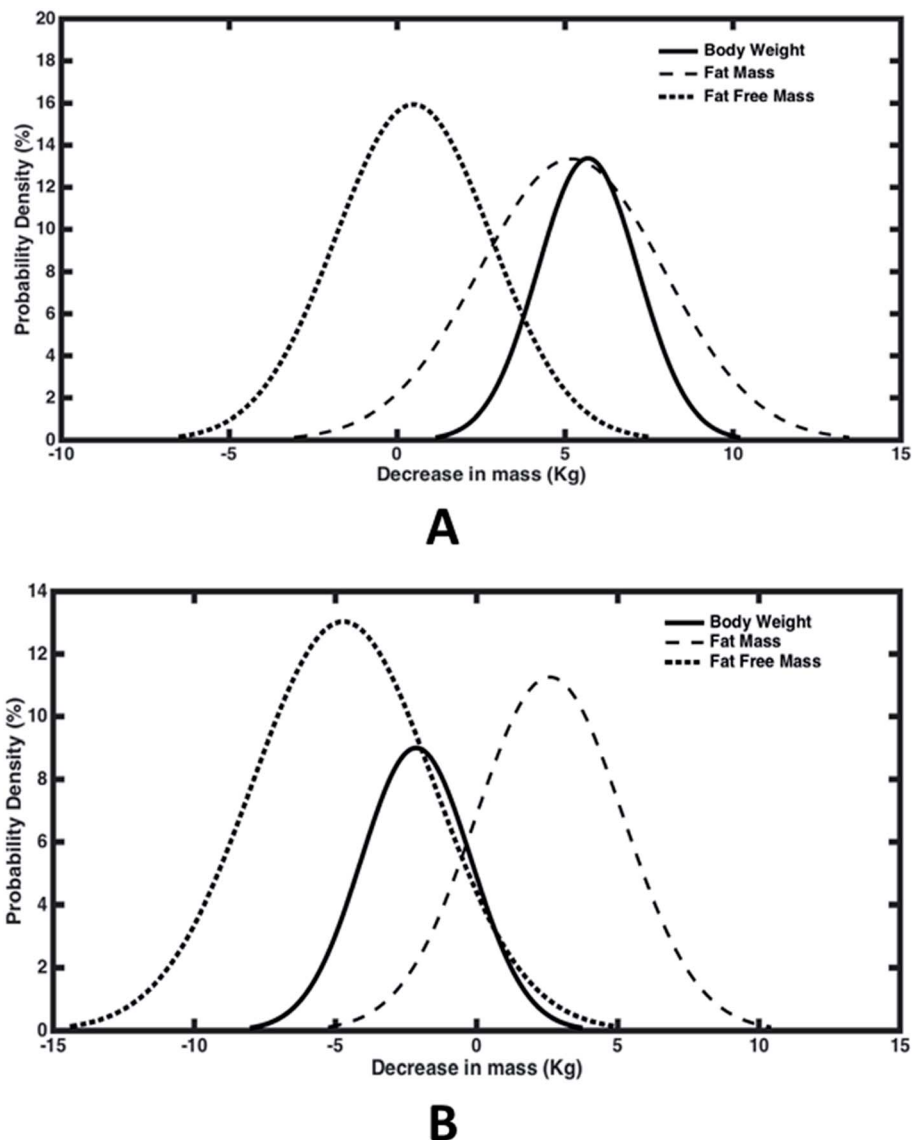 20
18
16
14
12
10
8
6
4
2
0
Probability Density (%)
Body Weight
Fat Mass
Fat Free Mass
-10 -5 0 5 10 15
Decrease in mass (Kg)
A
14
12
10
8
6
4
2
0
Probability Density (%)
Body Weight
Fat Mass
Fat Free Mass
-15 -10 -5 0 5 10 15
Decrease in mass (Kg)
B